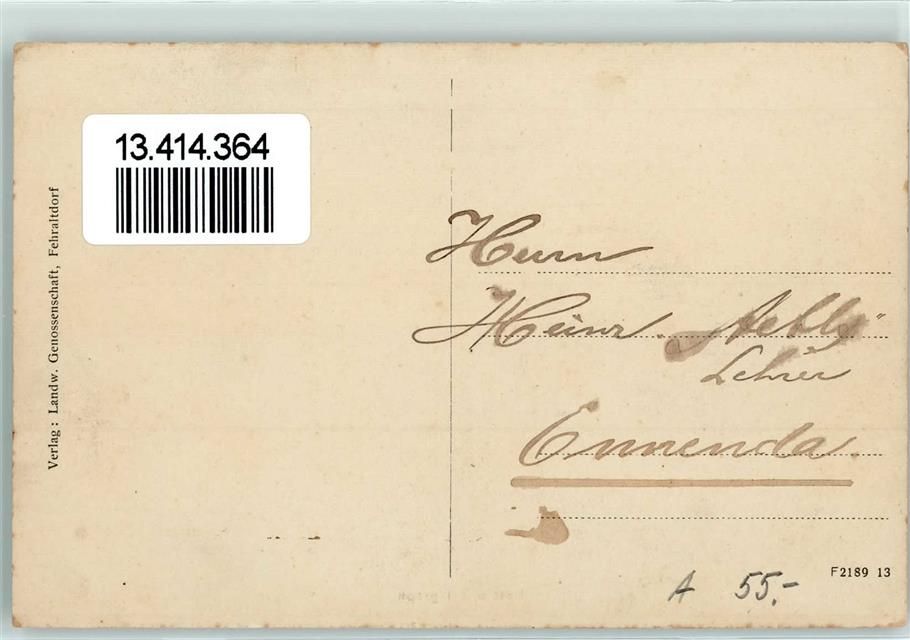 13.414.364
Verlag: Landw. Genossenschaft, Fehraltdorf
Herrn
Heinr. Aebly
Lehrer
Ennenda.
F2189 13
A 55.-